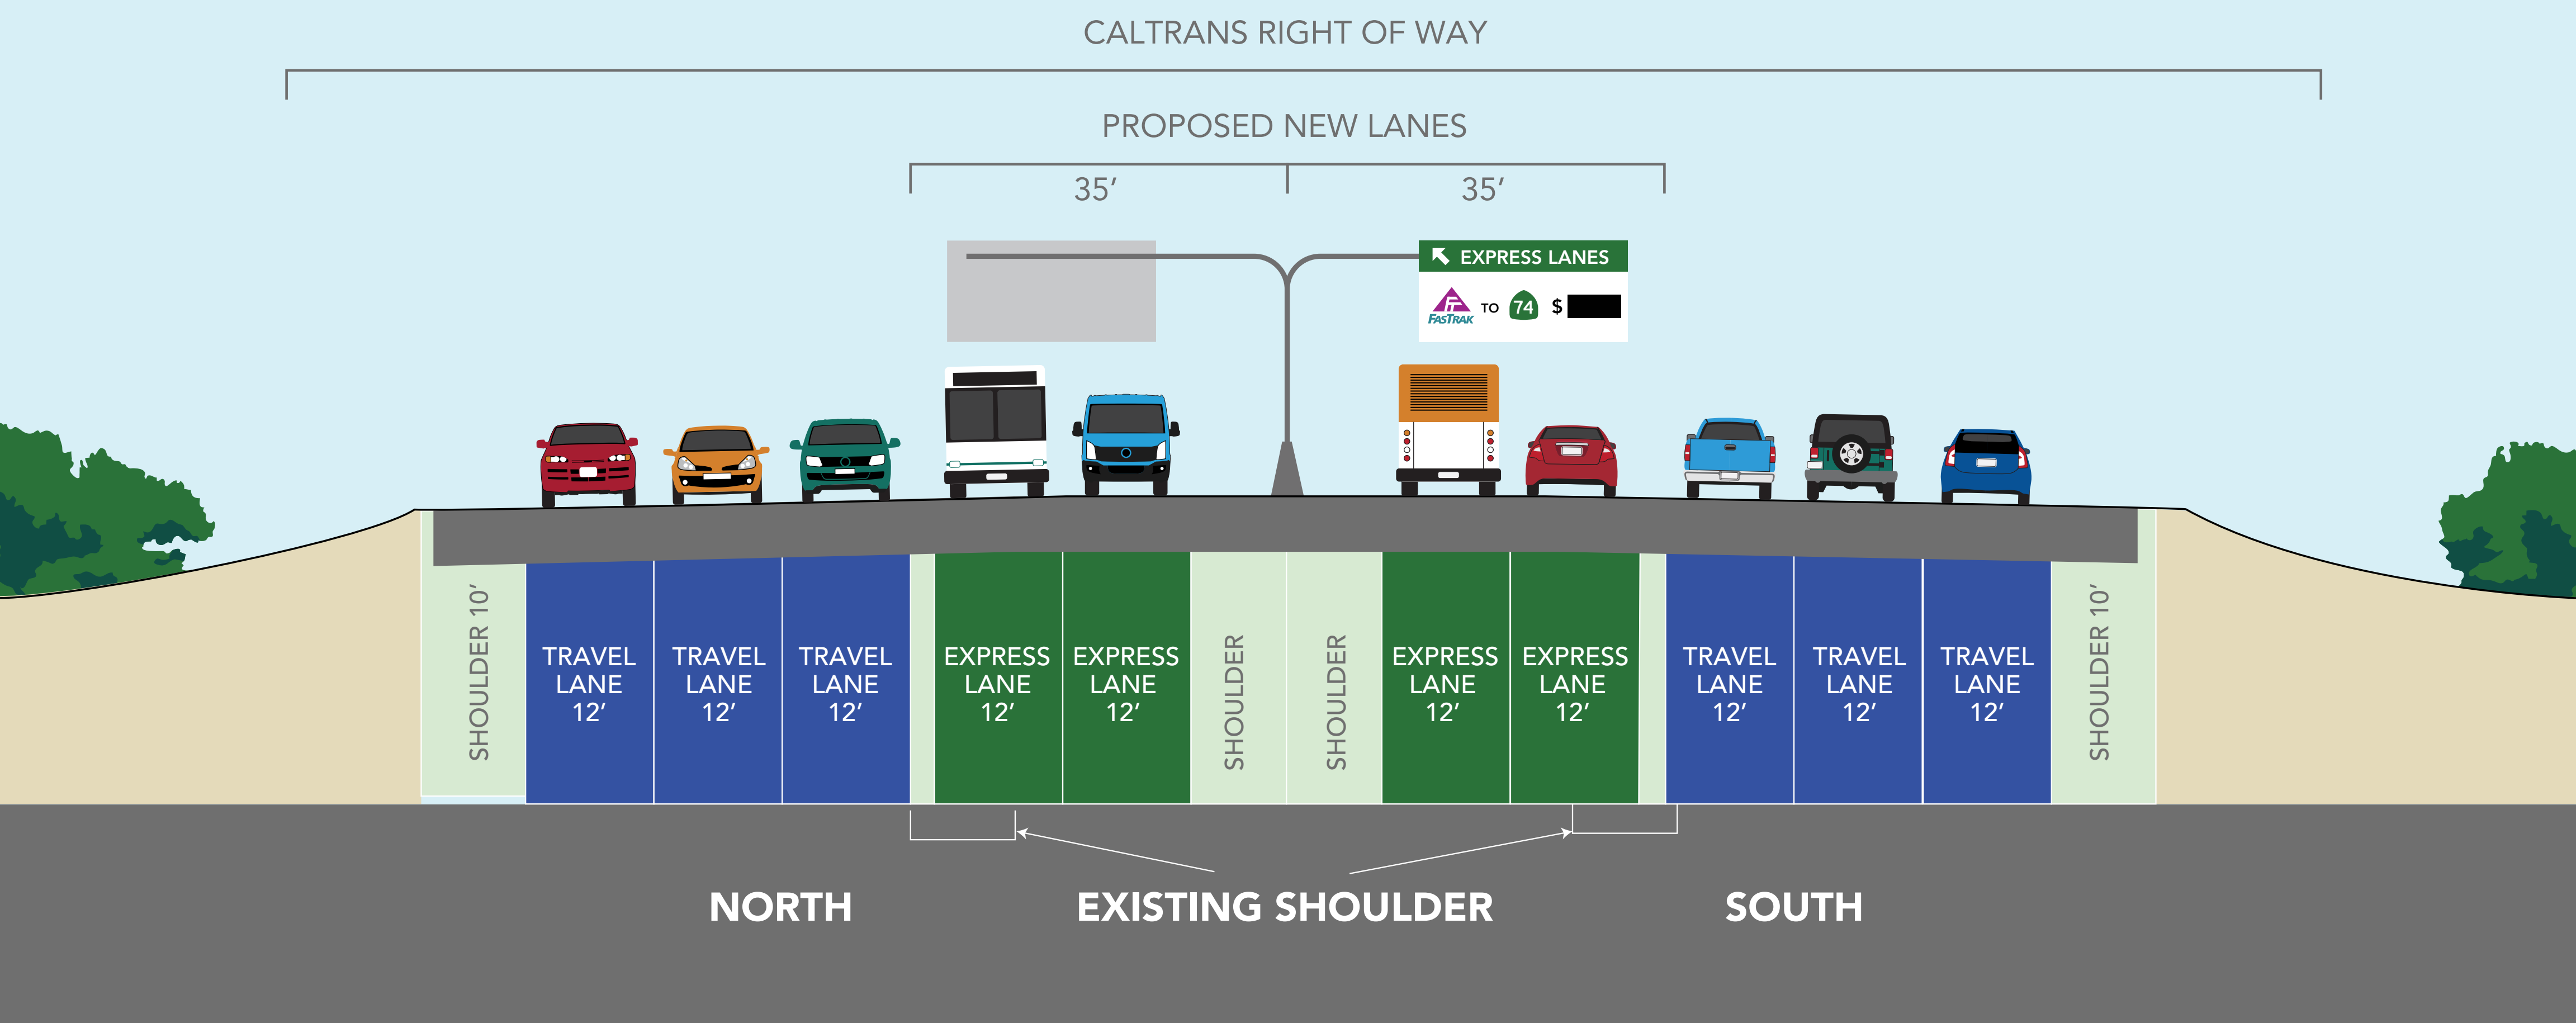 CALTRANS RIGHT OF WAY
PROPOSED NEW LANES
35′ 35′
EXPRESS LANES
FT
FASTRAK TO 74 $
SHOULDER 10′
TRAVEL LANE 12′
TRAVEL LANE 12′
TRAVEL LANE 12′
EXPRESS LANE 12′
EXPRESS LANE 12′
SHOULDER
SHOULDER
EXPRESS LANE 12′
EXPRESS LANE 12′
TRAVEL LANE 12′
TRAVEL LANE 12′
TRAVEL LANE 12′
SHOULDER 10′
NORTH
EXISTING SHOULDER
SOUTH